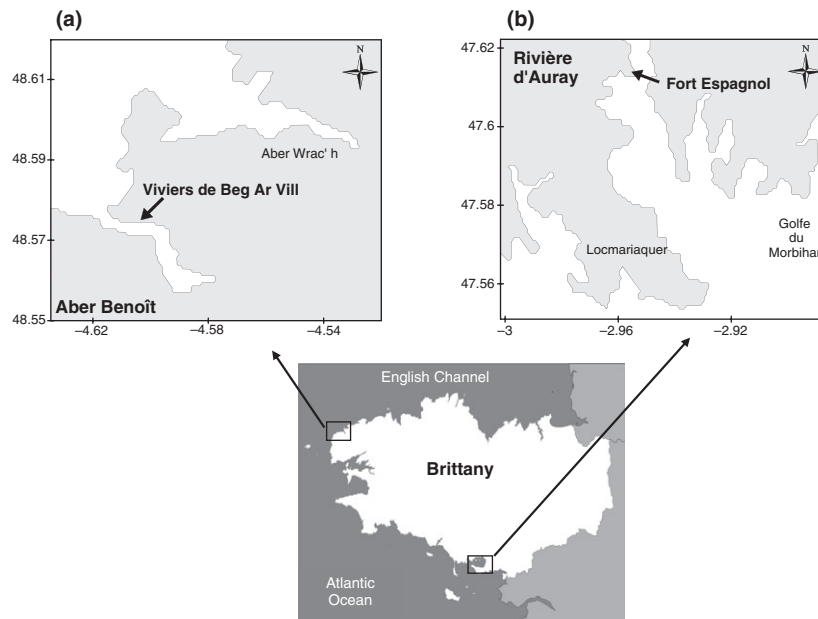 (a)
N
48.61
48.59
48.57
48.55
Aber Wrac' h
Viviers de Beg Ar Vill
Aber Benoît
−4.62
−4.58
−4.54
(b)
N
47.62
47.6
47.58
47.56
Rivière
d'Auray
Fort Espagnol
Locmariaquer
Golfe
du
Morbihan
−3
−2.96
−2.92
English Channel
Brittany
Atlantic
Ocean